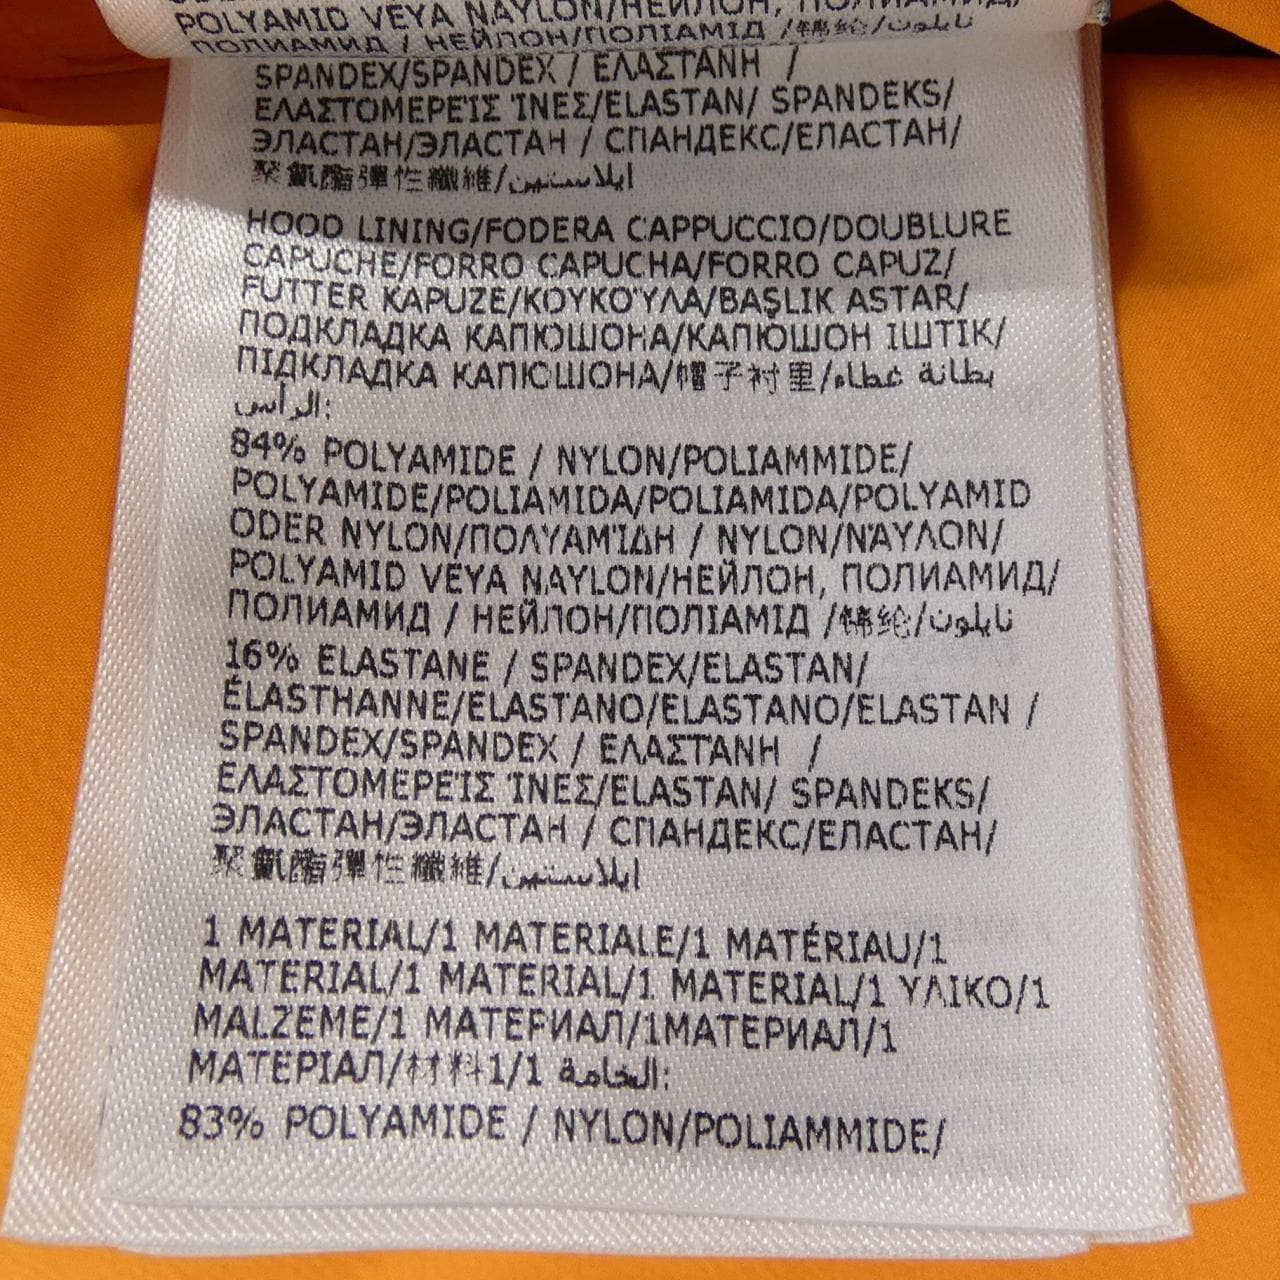 POLYAMID VEYA NAYLON/НЕЙЛОН, ПОЛИАМИД/
ПОЛИАМИД / НЕЙЛОН/ПОЛІАМІД /锦纶/نايلون
SPANDEX/SPANDEX / ΕΛΑΣΤΑΝΗ /
ΕΛΑΣΤΟΜΕΡΕΊΣ ΊΝΕΣ/ELASTAN/ SPANDEKS/
ЭЛАСТАН/ЭЛАСТАН / СПАНДЕКС/ЕЛАСТАН/
聚氨酯彈性纖維/ايلاستين
HOOD LINING/FODERA CAPPUCCIO/DOUBLURE
CAPUCHE/FORRO CAPUCHA/FORRO CAPUZ/
FUTTER KAPUZE/ΚΟΥΚΟΎΛΑ/BAŞLIK ASTAR/
ПОДКЛАДКА КАПЮШОНА/КАПЮШОН ІШТІК/
ПІДКЛАДКА КАПЮШОНА/帽子衬里/بطانة غطاء
الرأس:
84% POLYAMIDE / NYLON/POLIAMMIDE/
POLYAMIDE/POLIAMIDA/POLIAMIDA/POLYAMID
ODER NYLON/ΠΟΛΥΑΜΊΔΗ / NYLON/ΝΆΥΛΟΝ/
POLYAMID VEYA NAYLON/НЕЙЛОН, ПОЛИАМИД/
ПОЛИАМИД / НЕЙЛОН/ПОЛІАМІД /锦纶/نايلون
16% ELASTANE / SPANDEX/ELASTAN/
ÉLASTHANNE/ELASTANO/ELASTANO/ELASTAN /
SPANDEX/SPANDEX / ΕΛΑΣΤΑΝΗ /
ΕΛΑΣΤΟΜΕΡΕΊΣ ΊΝΕΣ/ELASTAN/ SPANDEKS/
ЭЛАСТАН/ЭЛАСТАН / СПАНДЕКС/ЕЛАСТАН/
聚氨酯彈性纖維/ايلاستين
1 MATERIAL/1 MATERIALE/1 MATÉRIAU/1
MATERIAL/1 MATERIAL/1 MATERIAL/1 ΥΛΙΚΟ/1
MALZEME/1 МАТЕРИАЛ/1МАТЕРИАЛ/1
МАТЕРІАЛ/材料1/1 الخامة:
83% POLYAMIDE / NYLON/POLIAMMIDE/